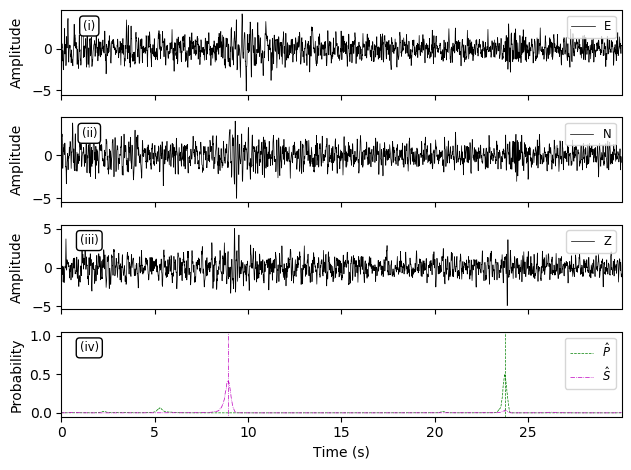 (i)
E
Amplitude
0
−5
(ii)
N
Amplitude
0
−5
(iii)
Z
Amplitude
5
0
−5
(iv)
P̂
Ŝ
Probability
1.0
0.5
0.0
0 5 10 15 20 25
Time (s)